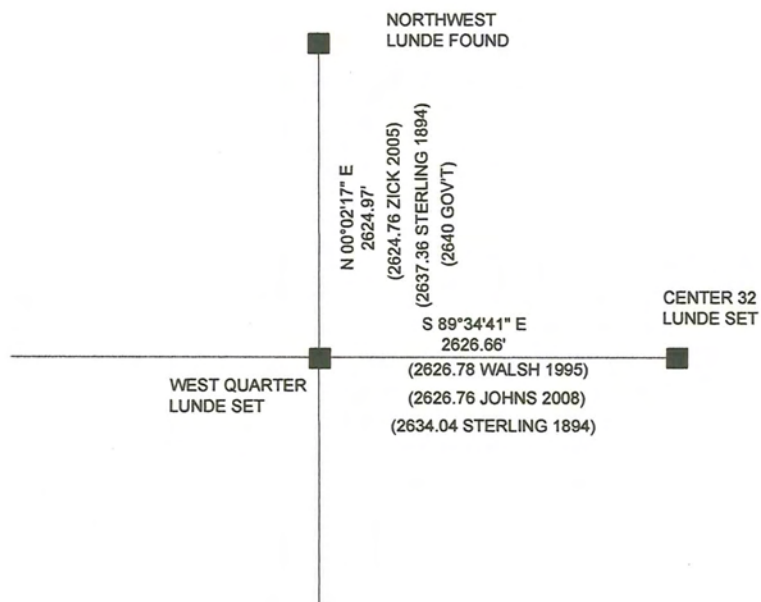 NORTHWEST
LUNDE FOUND
N 00°02'17" E
2624.97'
(2624.76 ZICK 2005)
(2637.36 STERLING 1894)
(2640 GOV'T)
CENTER 32
LUNDE SET
S 89°34'41" E
2626.66'
(2626.78 WALSH 1995)
(2626.76 JOHNS 2008)
(2634.04 STERLING 1894)
WEST QUARTER
LUNDE SET